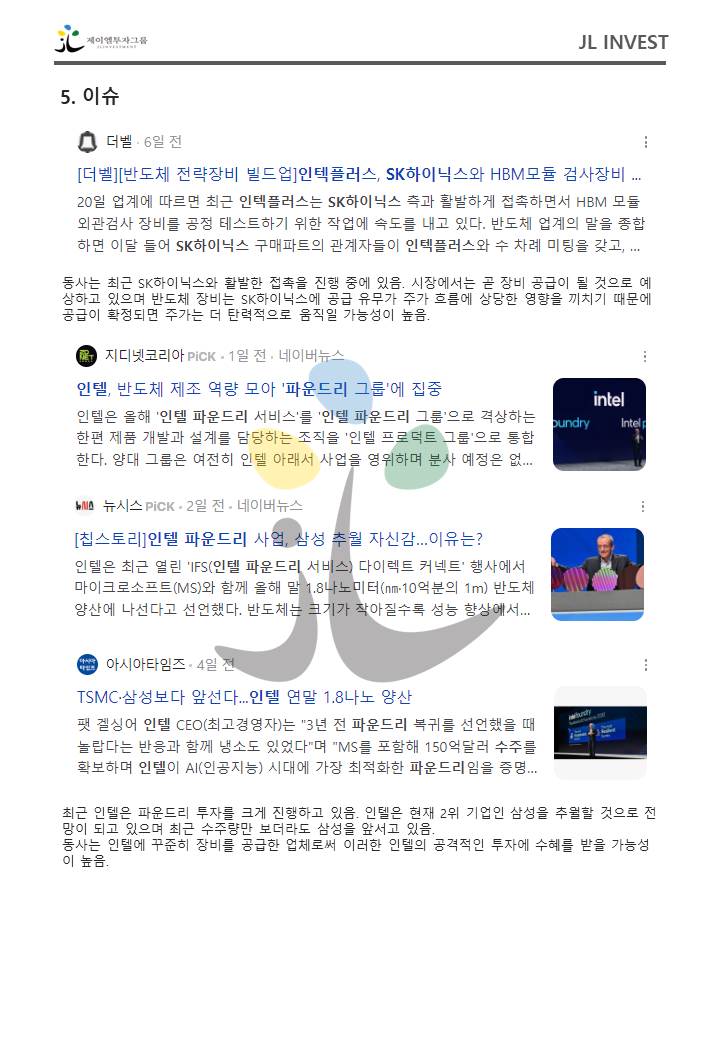 제이엘투자그룹
JLINVESTMENT
JL INVEST
5. 이슈
더벨 · 6일 전
[더벨][반도체 전략장비 빌드업]인텍플러스, SK하이닉스와 HBM모듈 검사장비 ...
20일 업계에 따르면 최근 인텍플러스는 SK하이닉스 측과 활발하게 접촉하면서 HBM 모듈
외관검사 장비를 공정 테스트하기 위한 작업에 속도를 내고 있다. 반도체 업계의 말을 종합
하면 이달 들어 SK하이닉스 구매파트의 관계자들이 인텍플러스와 수 차례 미팅을 갖고, ...
동사는 최근 SK하이닉스와 활발한 접촉을 진행 중에 있음. 시장에서는 곧 장비 공급이 될 것으로 예
상하고 있으며 반도체 장비는 SK하이닉스에 공급 유무가 주가 흐름에 상당한 영향을 끼치기 때문에
공급이 확정되면 주가는 더 탄력적으로 움직일 가능성이 높음.
지디넷코리아 PiCK · 1일 전 · 네이버뉴스
인텔, 반도체 제조 역량 모아 '파운드리 그룹'에 집중
인텔은 올해 '인텔 파운드리 서비스'를 '인텔 파운드리 그룹'으로 격상하는
한편 제품 개발과 설계를 담당하는 조직을 '인텔 프로덕트 그룹'으로 통합
한다. 양대 그룹은 여전히 인텔 아래서 사업을 영위하며 분사 예정은 없...
intel
oundry
Intel
뉴시스 PiCK · 2일 전 · 네이버뉴스
[칩스토리]인텔 파운드리 사업, 삼성 추월 자신감...이유는?
인텔은 최근 열린 'IFS(인텔 파운드리 서비스) 다이렉트 커넥트' 행사에서
마이크로소프트(MS)와 함께 올해 말 1.8나노미터(㎚·10억분의 1m) 반도체
양산에 나선다고 선언했다. 반도체는 크기가 작아질수록 성능 향상에서...
아시아타임즈
아시아타임즈 · 4일 전
TSMC·삼성보다 앞선다...인텔 연말 1.8나노 양산
팻 겔싱어 인텔 CEO(최고경영자)는 "3년 전 파운드리 복귀를 선언했을 때
놀랍다는 반응과 함께 냉소도 있었다"며 "MS를 포함해 150억달러 수주를
확보하며 인텔이 AI(인공지능) 시대에 가장 최적화한 파운드리임을 증명...
최근 인텔은 파운드리 투자를 크게 진행하고 있음. 인텔은 현재 2위 기업인 삼성을 추월할 것으로 전
망이 되고 있으며 최근 수주량만 보더라도 삼성을 앞서고 있음.
동사는 인텔에 꾸준히 장비를 공급한 업체로써 이러한 인텔의 공격적인 투자에 수혜를 받을 가능성
이 높음.